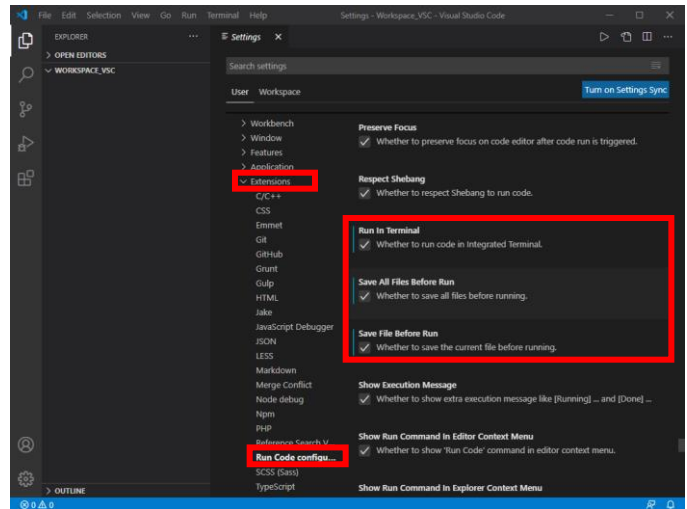 File Edit Selection View Go Run Terminal Help
Settings - Workspace_VSC - Visual Studio Code
EXPLORER
OPEN EDITORS
WORKSPACE_VSC
OUTLINE
Settings
Search settings
User Workspace
Turn on Settings Sync
Workbench
Window
Features
Application
Extensions
C/C++
CSS
Emmet
Git
GitHub
Grunt
Gulp
HTML
Jake
JavaScript Debugger
JSON
LESS
Markdown
Merge Conflict
Node debug
Npm
PHP
Reference Search V...
Run Code configu...
SCSS (Sass)
TypeScript
Preserve Focus
Whether to preserve focus on code editor after code run is triggered.
Respect Shebang
Whether to respect Shebang to run code.
Run In Terminal
Whether to run code in Integrated Terminal.
Save All Files Before Run
Whether to save all files before running.
Save File Before Run
Whether to save the current file before running.
Show Execution Message
Whether to show extra execution message like [Running] ... and [Done] ...
Show Run Command In Editor Context Menu
Whether to show 'Run Code' command in editor context menu.
Show Run Command In Explorer Context Menu
0 0